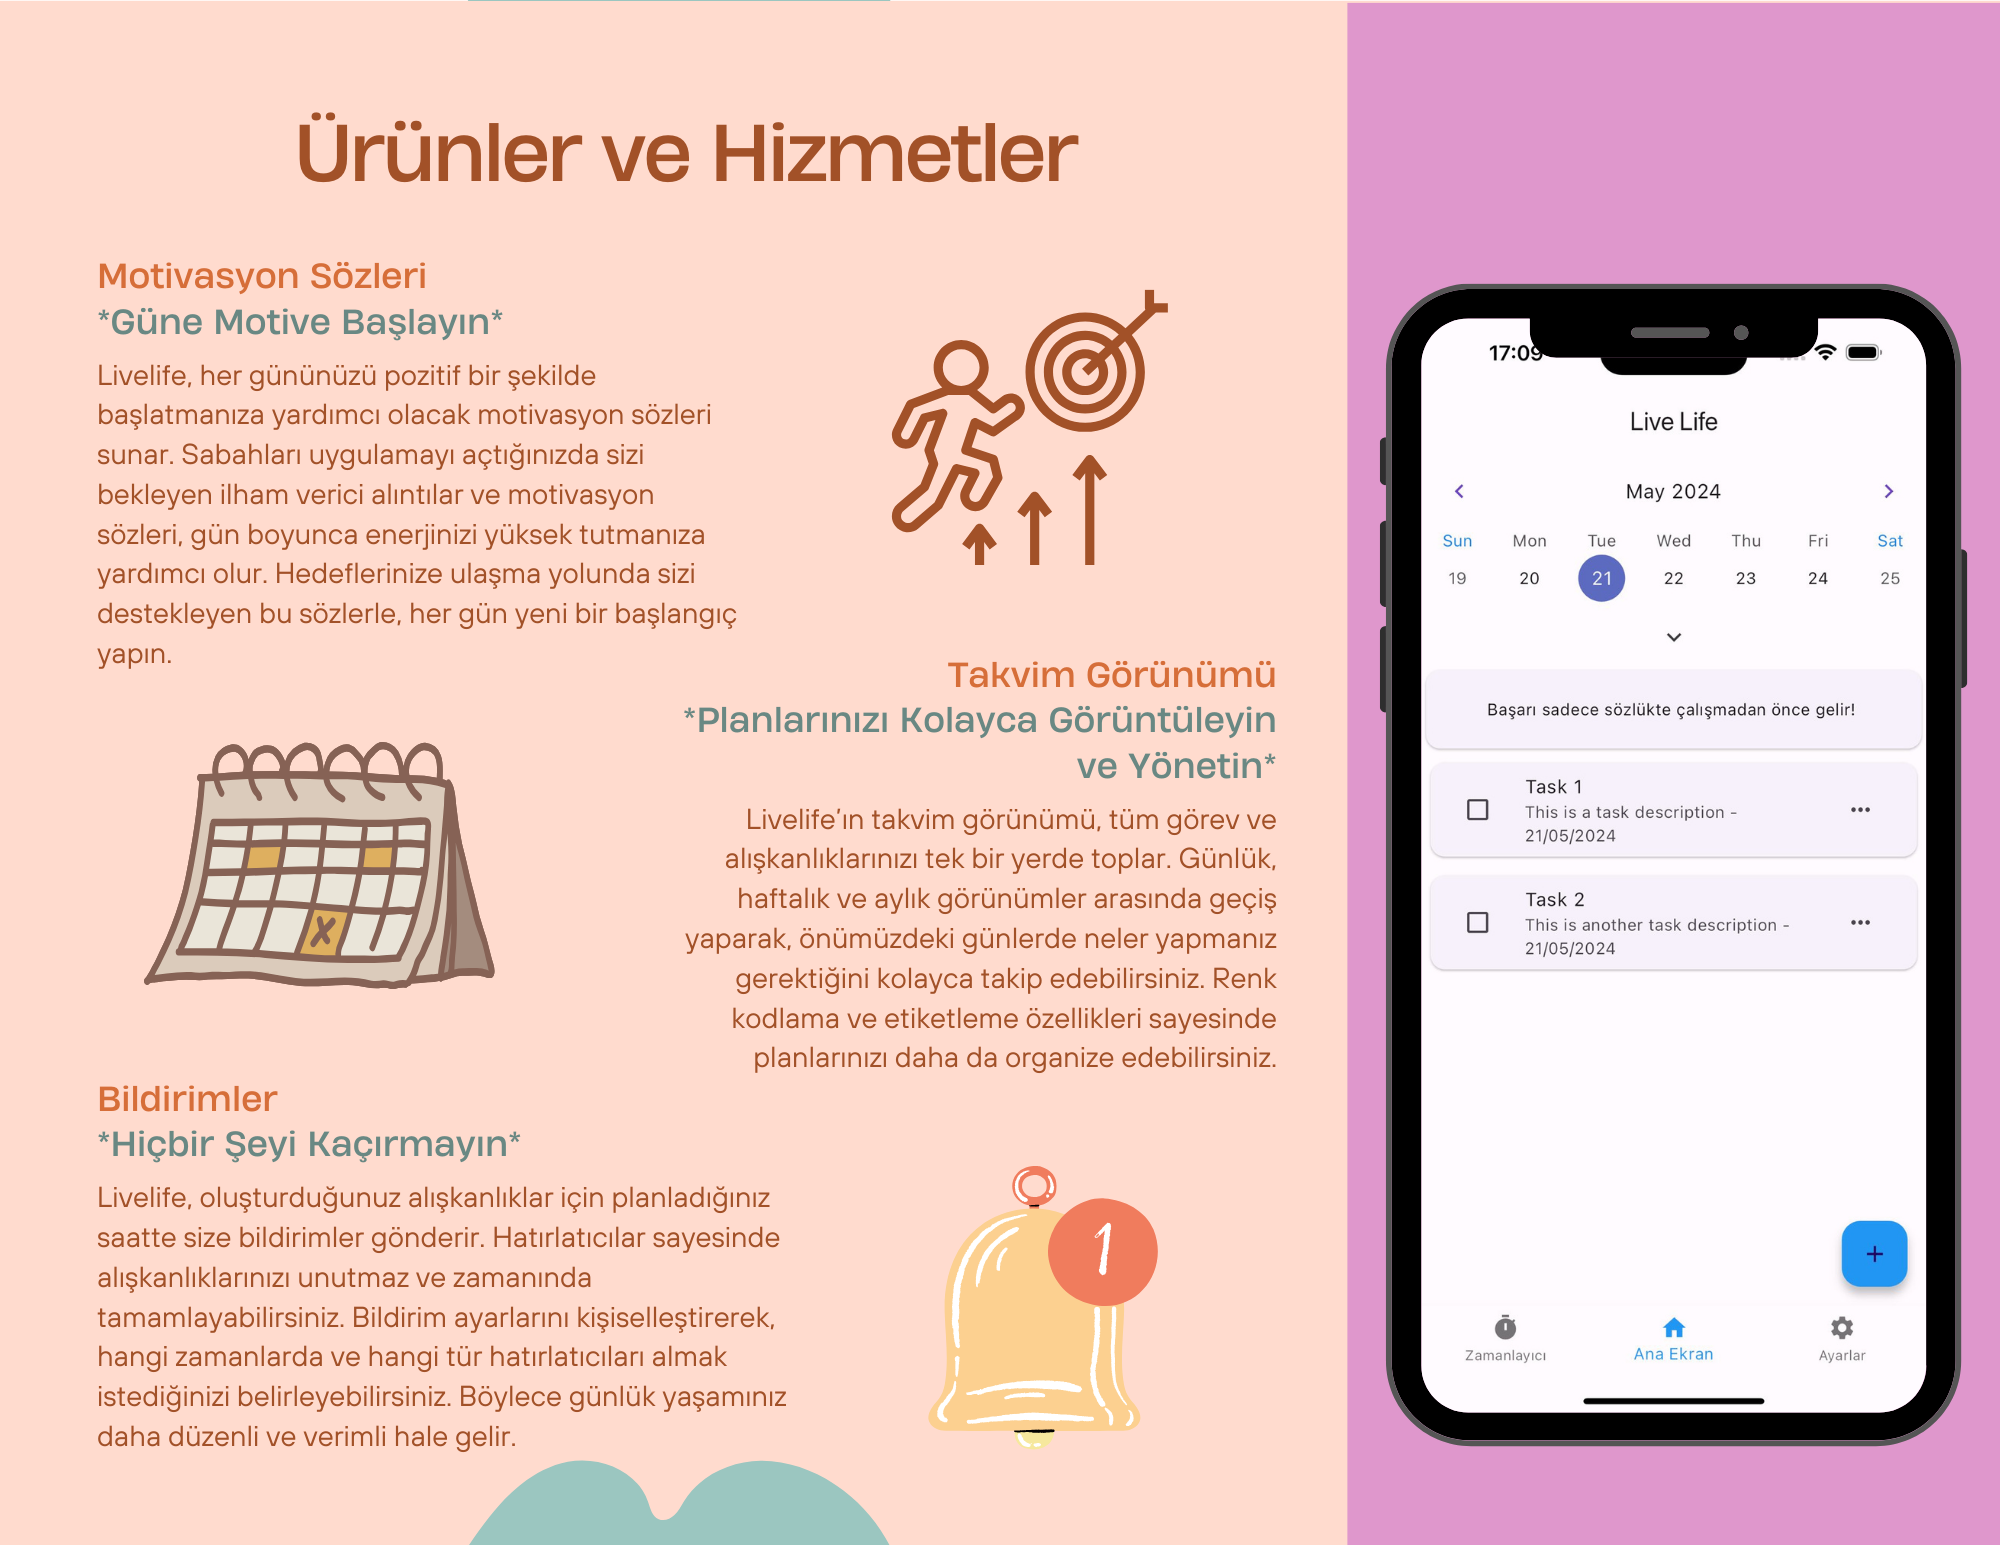 Ürünler ve Hizmetler
Motivasyon Sözleri
*Güne Motive Başlayın*
Livelife, her gününüzü pozitif bir şekilde
başlatmanıza yardımcı olacak motivasyon sözleri
sunar. Sabahları uygulamayı açtığınızda sizi
bekleyen ilham verici alıntılar ve motivasyon
sözleri, gün boyunca enerjinizi yüksek tutmanıza
yardımcı olur. Hedeflerinize ulaşma yolunda sizi
destekleyen bu sözlerle, her gün yeni bir başlangıç
yapın.
Takvim Görünümü
*Planlarınızı Kolayca Görüntüleyin
ve Yönetin*
Livelife'ın takvim görünümü, tüm görev ve
alışkanlıklarınızı tek bir yerde toplar. Günlük,
haftalık ve aylık görünümler arasında geçiş
yaparak, önümüzdeki günlerde neler yapmanız
gerektiğini kolayca takip edebilirsiniz. Renk
kodlama ve etiketleme özellikleri sayesinde
planlarınızı daha da organize edebilirsiniz.
X
Bildirimler
*Hiçbir Şeyi Kaçırmayın*
Livelife, oluşturduğunuz alışkanlıklar için planladığınız
saatte size bildirimler gönderir. Hatırlatıcılar sayesinde
alışkanlıklarınızı unutmaz ve zamanında
tamamlayabilirsiniz. Bildirim ayarlarını kişiselleştirerek,
hangi zamanlarda ve hangi tür hatırlatıcıları almak
istediğinizi belirleyebilirsiniz. Böylece günlük yaşamınız
daha düzenli ve verimli hale gelir.
1
17:09
Live Life
May 2024
Sun Mon Tue Wed Thu Fri Sat
19 20 21 22 23 24 25
Başarı sadece sözlükte çalışmadan önce gelir!
Task 1
This is a task description -
21/05/2024
Task 2
This is another task description -
21/05/2024
+
Zamanlayıcı Ana Ekran Ayarlar